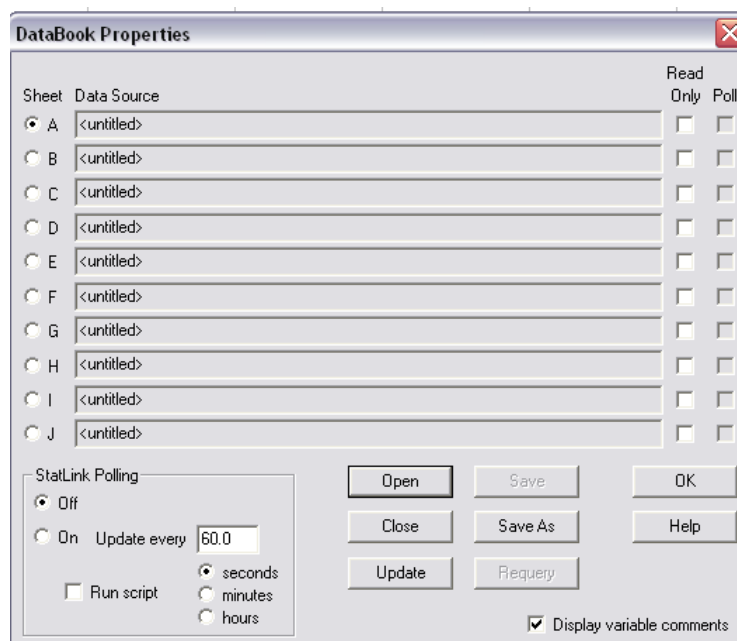 DataBook Properties
Read
Sheet Data Source Only Poll
A <untitled>
B <untitled>
C <untitled>
D <untitled>
E <untitled>
F <untitled>
G <untitled>
H <untitled>
I <untitled>
J <untitled>
StatLink Polling
Off
On Update every 60.0
seconds
Run script minutes
hours
Open Save OK
Close Save As Help
Update Requery
Display variable comments